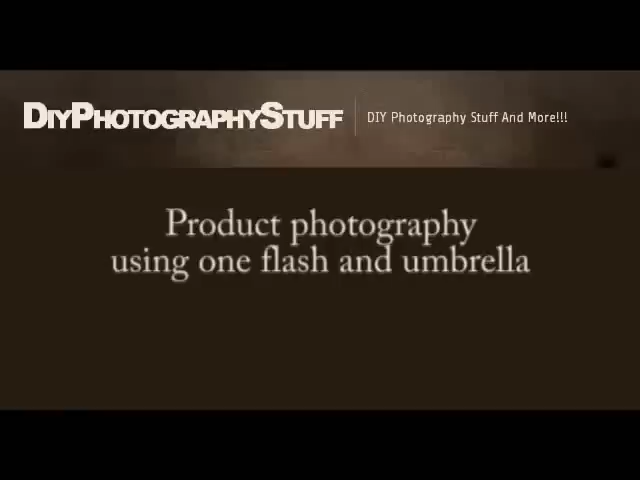 DIYPHOTOGRAPHYSTUFF
DIY Photography Stuff And More!!!
Product photography
using one flash and umbrella